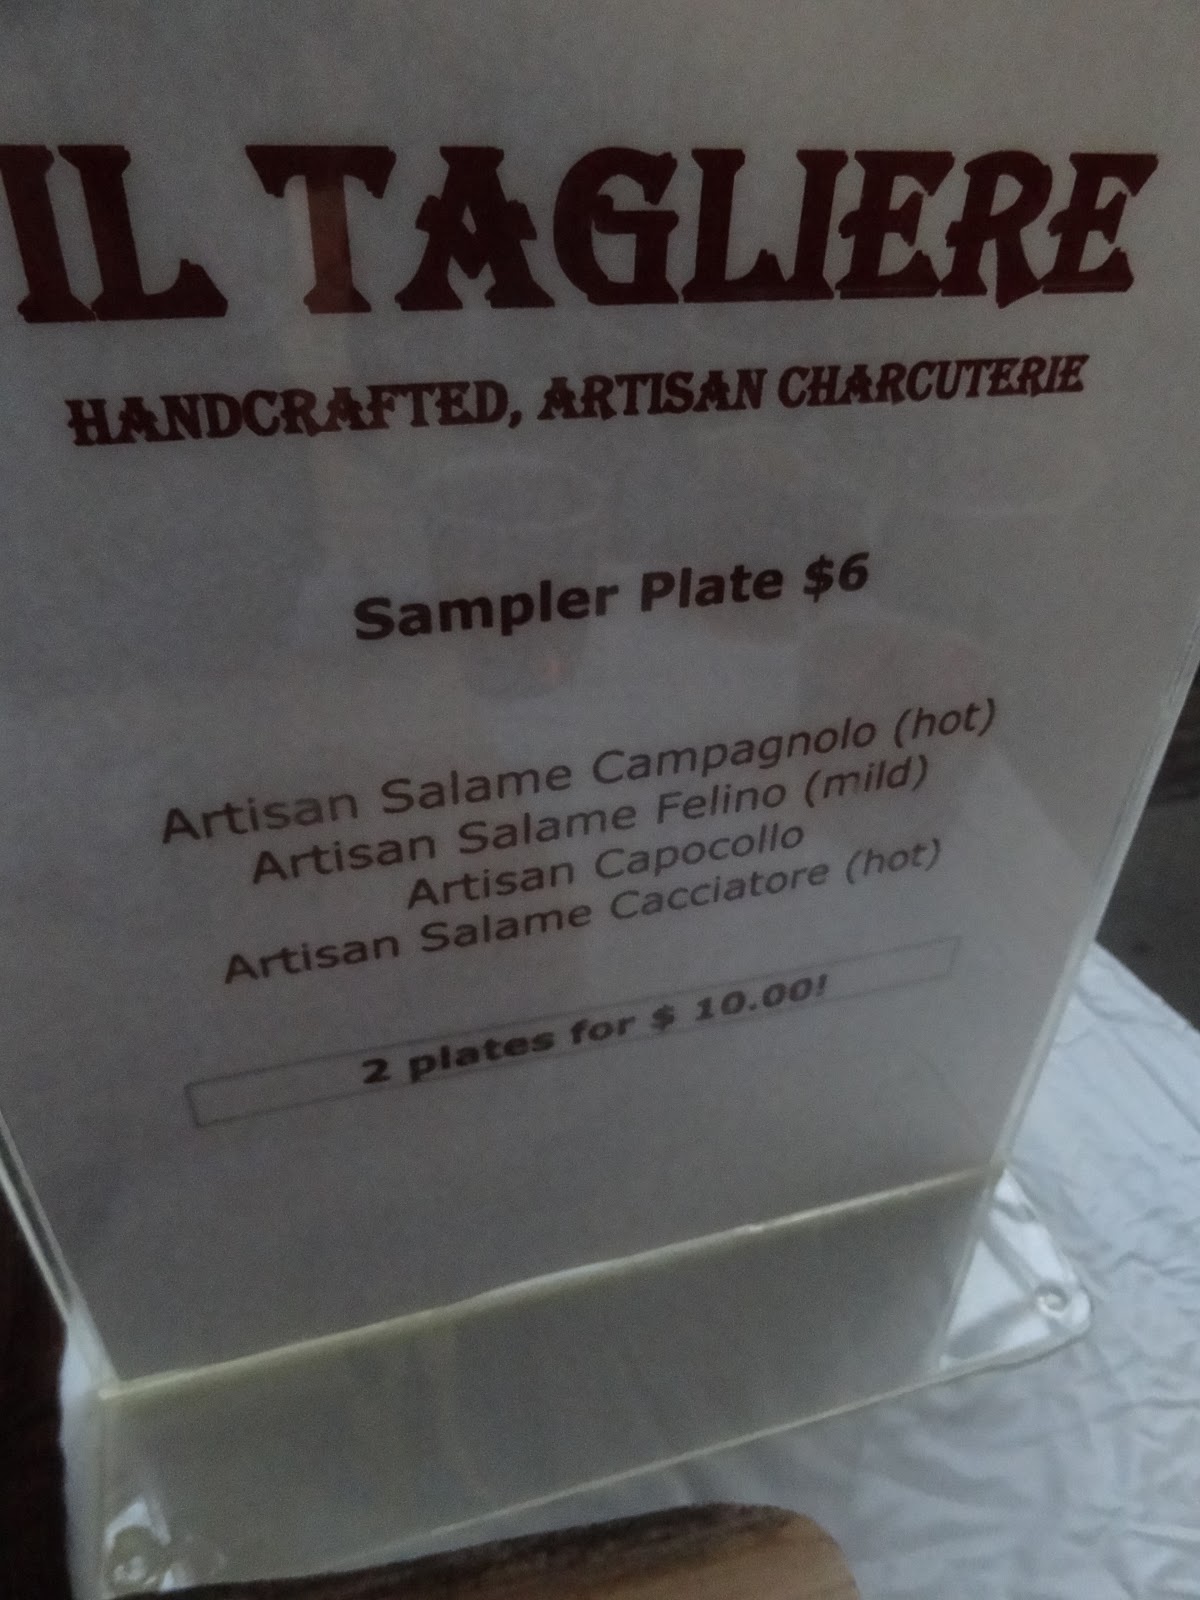 IL TAGLIERE
HANDCRAFTED, ARTISAN CHARCUTERIE
Sampler Plate $6
Artisan Salame Campagnolo (hot)
Artisan Salame Felino (mild)
Artisan Capocollo
Artisan Salame Cacciatore (hot)
2 plates for $ 10.00!